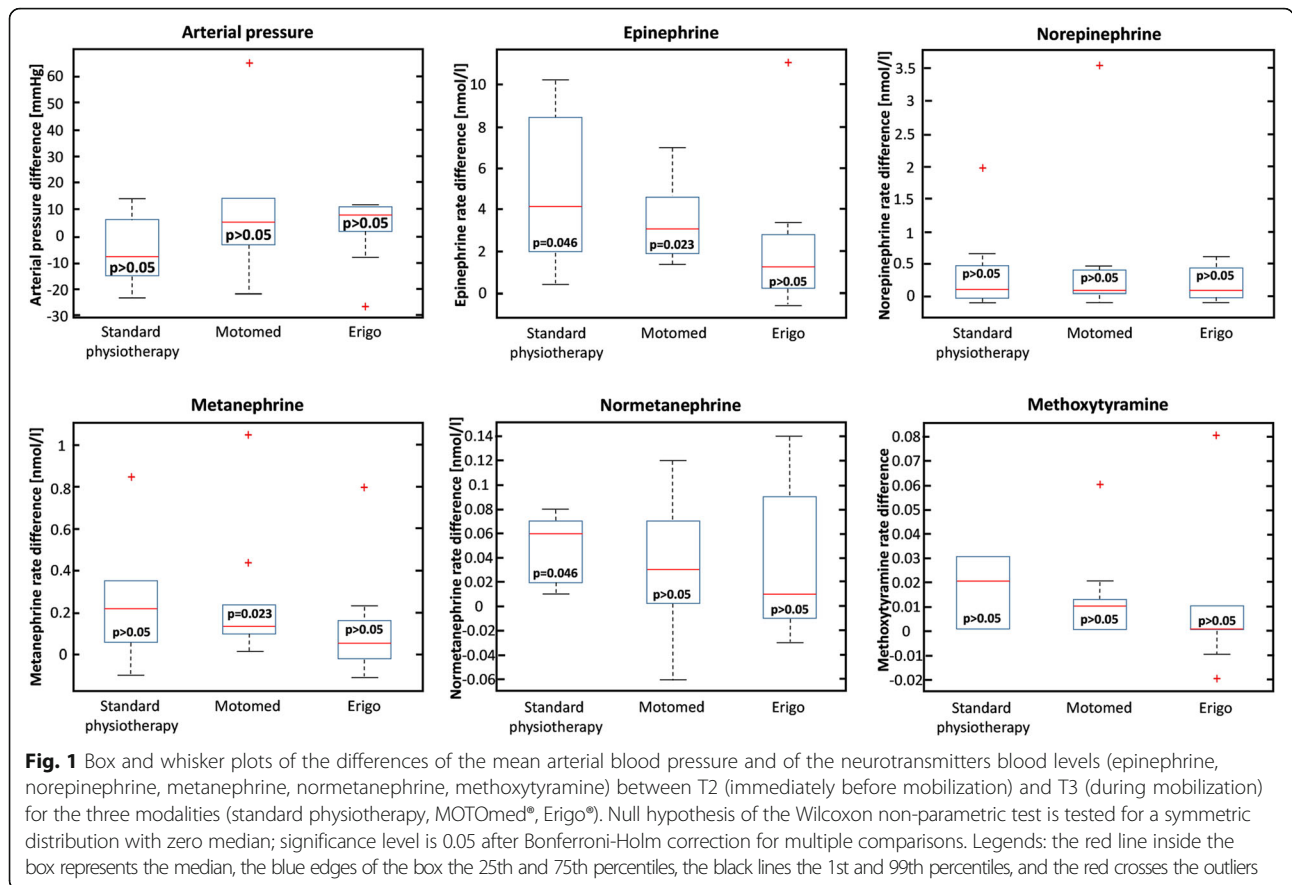 Arterial pressure
Arterial pressure difference [mmHg]
60
50
40
30
20
10
0
-10
-20
-30
p>0.05
p>0.05
p>0.05
Standard
physiotherapy
Motomed
Erigo
Epinephrine
Epinephrine rate difference [nmol/l]
10
8
6
4
2
0
p=0.046
p=0.023
p>0.05
Standard
physiotherapy
Motomed
Erigo
Norepinephrine
Norepinephrine rate difference [nmol/l]
3.5
3
2.5
2
1.5
1
0.5
0
p>0.05
p>0.05
p>0.05
Standard
physiotherapy
Motomed
Erigo
Metanephrine
Metanephrine rate difference [nmol/l]
1
0.8
0.6
0.4
0.2
0
p>0.05
p=0.023
p>0.05
Standard
physiotherapy
Motomed
Erigo
Normetanephrine
Normetanephrine rate difference [nmol/l]
0.14
0.12
0.10
0.08
0.06
0.04
0.02
0
-0.02
-0.04
-0.06
p=0.046
p>0.05
p>0.05
Standard
physiotherapy
Motomed
Erigo
Methoxytyramine
Methoxytyramine rate difference
0.08
0.06
0.05
0.04
0.03
0.02
0.01
0
-0.01
-0.02
p>0.05
p>0.05
p>0.05
Standard
physiotherapy
Motomed
Erigo
Fig. 1 Box and whisker plots of the differences of the mean arterial blood pressure and of the neurotransmitters blood levels (epinephrine,
norepinephrine, metanephrine, normetanephrine, methoxytyramine) between T2 (immediately before mobilization) and T3 (during mobilization)
for the three modalities (standard physiotherapy, MOTOmed®, Erigo®). Null hypothesis of the Wilcoxon non-parametric test is tested for a symmetric
distribution with zero median; significance level is 0.05 after Bonferroni-Holm correction for multiple comparisons. Legends: the red line inside the
box represents the median, the blue edges of the box the 25th and 75th percentiles, the black lines the 1st and 99th percentiles, and the red crosses the outliers